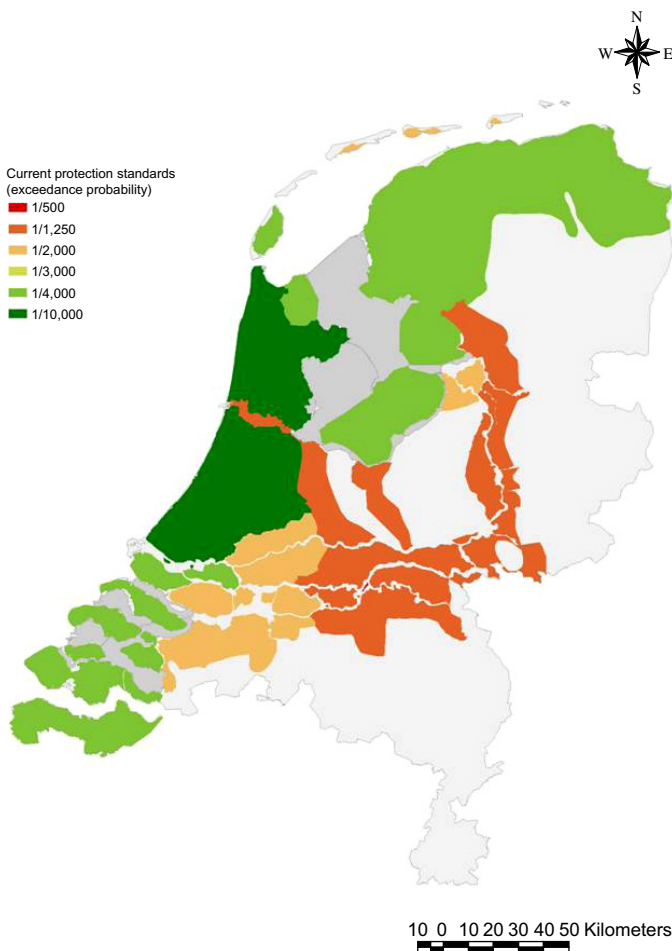 N
W E
S
Current protection standards
(exceedance probability)
1/500
1/1,250
1/2,000
1/3,000
1/4,000
1/10,000
10 0 10 20 30 40 50 Kilometers